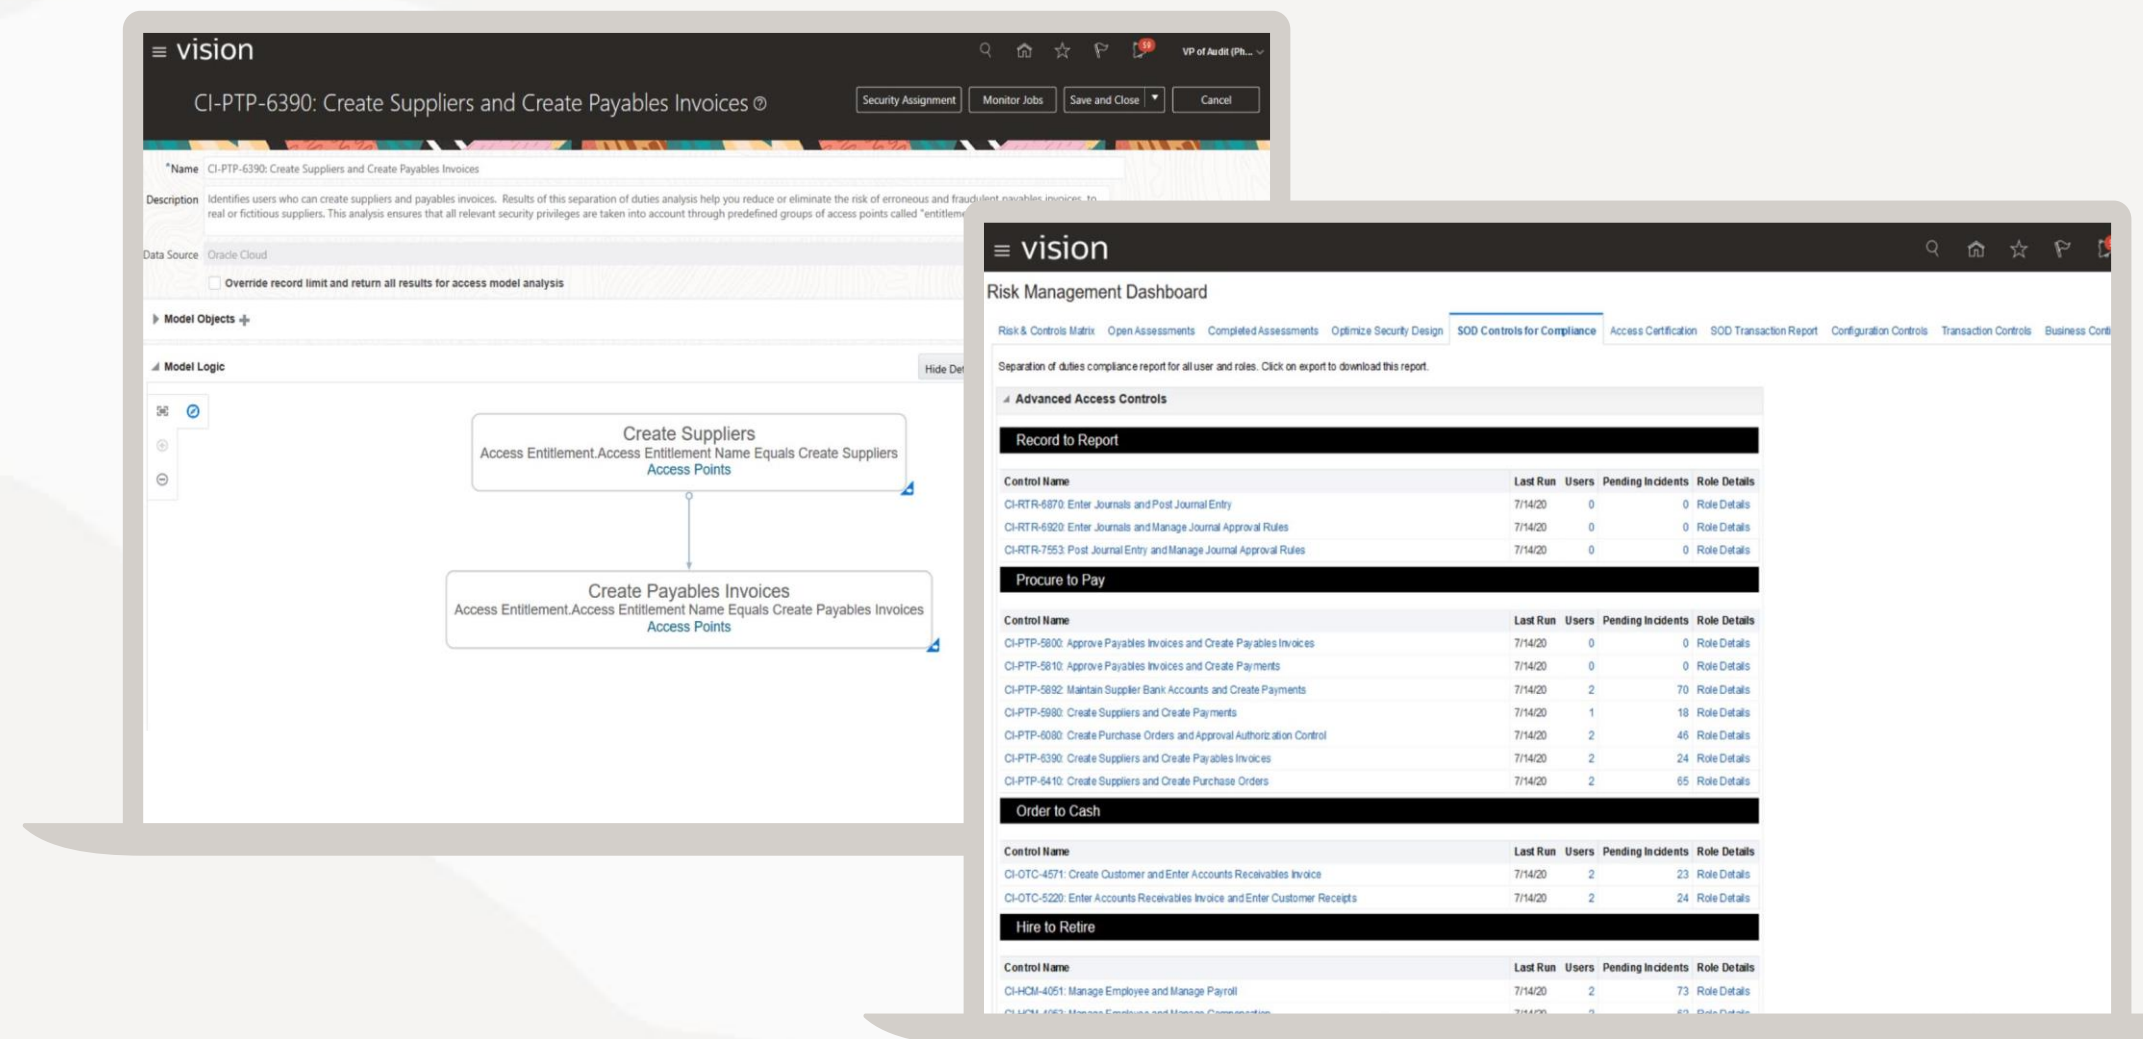 vision
10
VP of Audit (Ph...
CI-PTP-6390: Create Suppliers and Create Payables Invoices
Security Assignment
Monitor Jobs
Save and Close
Cancel
*Name CI-PTP-6390: Create Suppliers and Create Payables Invoices
Description Identifies users who can create suppliers and payables invoices. Results of this separation of duties analysis help you reduce or eliminate the risk of erroneous and fraudulent payables invoices, to
real or fictitious suppliers. This analysis ensures that all relevant security privileges are taken into account through predefined groups of access points called "entitleme
Data Source Oracle Cloud
Override record limit and return all results for access model analysis
Model Objects
Model Logic
Hide Det
Create Suppliers
Access Entitlement.Access Entitlement Name Equals Create Suppliers
Access Points
Create Payables Invoices
Access Entitlement.Access Entitlement Name Equals Create Payables Invoices
Access Points
vision
Risk Management Dashboard
Risk & Controls Matrix Open Assessments Completed Assessments Optimize Security Design SOD Controls for Compliance Access Certification SOD Transaction Report Configuration Controls Transaction Controls Business Conti
Separation of duties compliance report for all user and roles. Click on export to download this report.
Advanced Access Controls
Record to Report
Control Name Last Run Users Pending Incidents Role Details
CI-RTR-6870: Enter Journals and Post Journal Entry 7/14/20 0 0 Role Details
CI-RTR-6920: Enter Journals and Manage Journal Approval Rules 7/14/20 0 0 Role Details
CI-RTR-7553: Post Journal Entry and Manage Journal Approval Rules 7/14/20 0 0 Role Details
Procure to Pay
Control Name Last Run Users Pending Incidents Role Details
CI-PTP-5800: Approve Payables Invoices and Create Payables Invoices 7/14/20 0 0 Role Details
CI-PTP-5810: Approve Payables Invoices and Create Payments 7/14/20 0 0 Role Details
CI-PTP-5892: Maintain Supplier Bank Accounts and Create Payments 7/14/20 2 70 Role Details
CI-PTP-5980: Create Suppliers and Create Payments 7/14/20 1 18 Role Details
CI-PTP-6080: Create Purchase Orders and Approval Authorization Control 7/14/20 2 46 Role Details
CI-PTP-6390: Create Suppliers and Create Payables Invoices 7/14/20 2 24 Role Details
CI-PTP-6410: Create Suppliers and Create Purchase Orders 7/14/20 2 65 Role Details
Order to Cash
Control Name Last Run Users Pending Incidents Role Details
CI-OTC-4571: Create Customer and Enter Accounts Receivables Invoice 7/14/20 2 23 Role Details
CI-OTC-5220: Enter Accounts Receivables Invoice and Enter Customer Receipts 7/14/20 2 24 Role Details
Hire to Retire
Control Name Last Run Users Pending Incidents Role Details
CI-HCM-4051: Manage Employee and Manage Payroll 7/14/20 2 73 Role Details